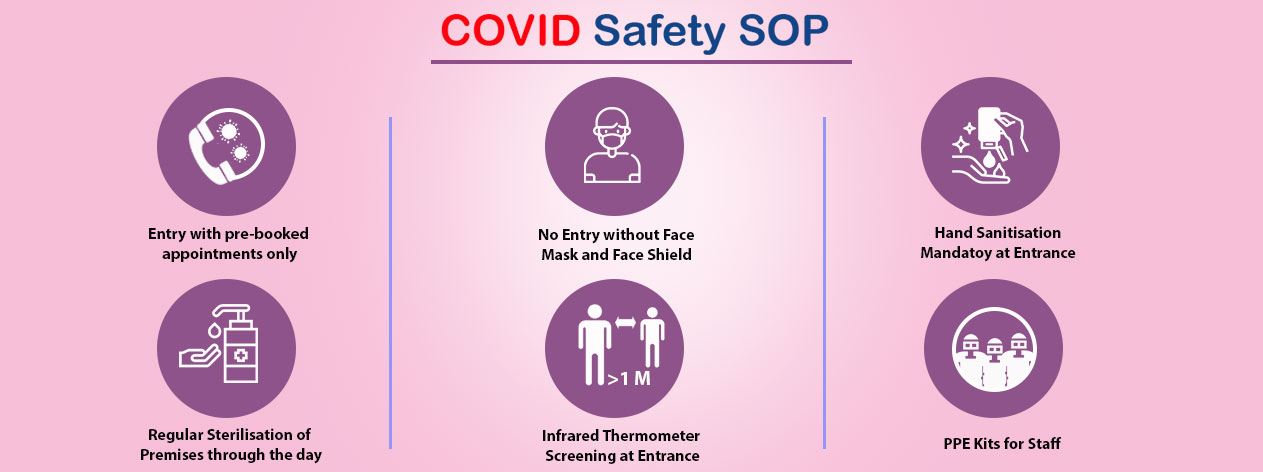 COVID Safety SOP
Entry with pre-booked
appointments only
No Entry without Face
Mask and Face Shield
Hand Sanitisation
Mandatoy at Entrance
Regular Sterilisation of
Premises through the day
>1 M
Infrared Thermometer
Screening at Entrance
PPE Kits for Staff